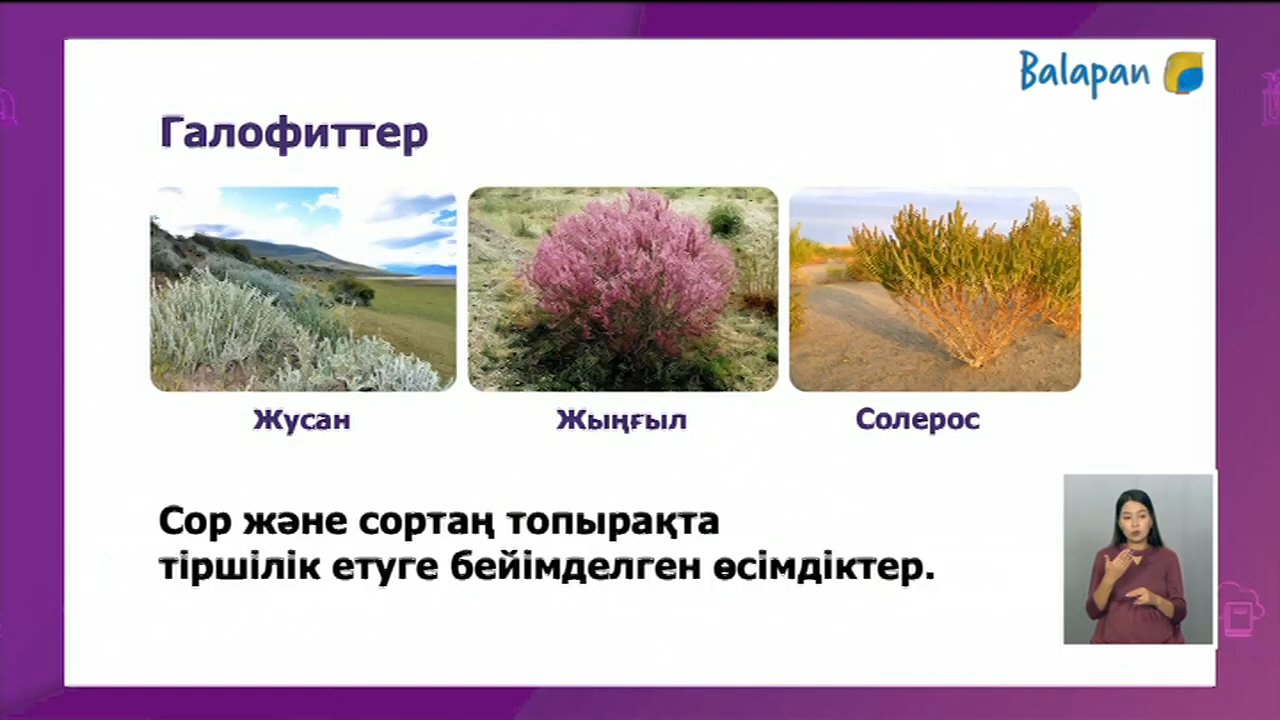 Balapan
Галофиттер
Жусан
Жыңғыл
Солерос
Сор және сортаң топырақта
тіршілік етуге бейімделген өсімдіктер.